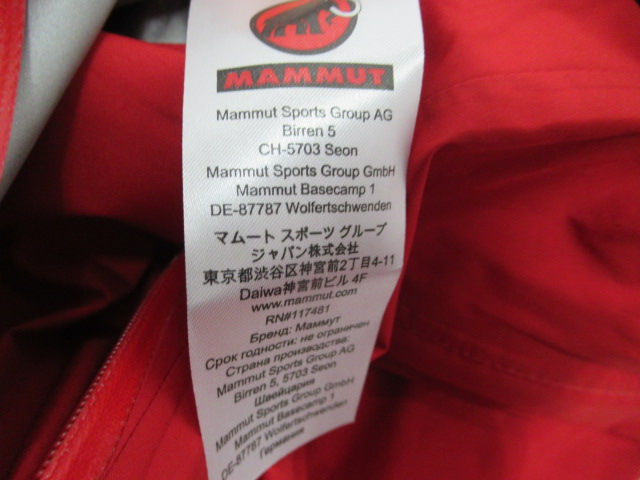 MAMMUT
Mammut Sports Group AG
Birren 5
CH-5703 Seon
Mammut Sports Group GmbH
Mammut Basecamp 1
DE-87787 Wolfertschwenden
マムート スポーツ グループ
ジャパン株式会社
東京都渋谷区神宮前2丁目4-11
Daiwa神宮前ビル 4F
www.mammut.com
RN#117481
Бренд: Маммут
Срок годности: не ограничен
Страна производства:
Mammut Sports Group AG
Birren 5, 5703 Seon
Швейцария
Mammut Sports Group GmbH
Mammut Basecamp 1
DE-87787 Wolfertschwenden
Германия